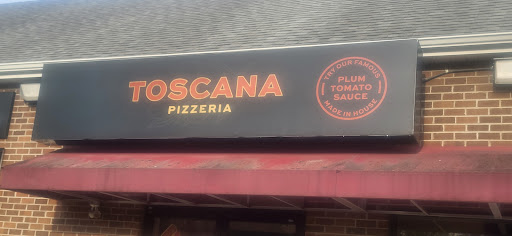 TOSCANA
PIZZERIA
TRY OUR FAMOUS
PLUM
TOMATO
SAUCE
MADE IN HOUSE